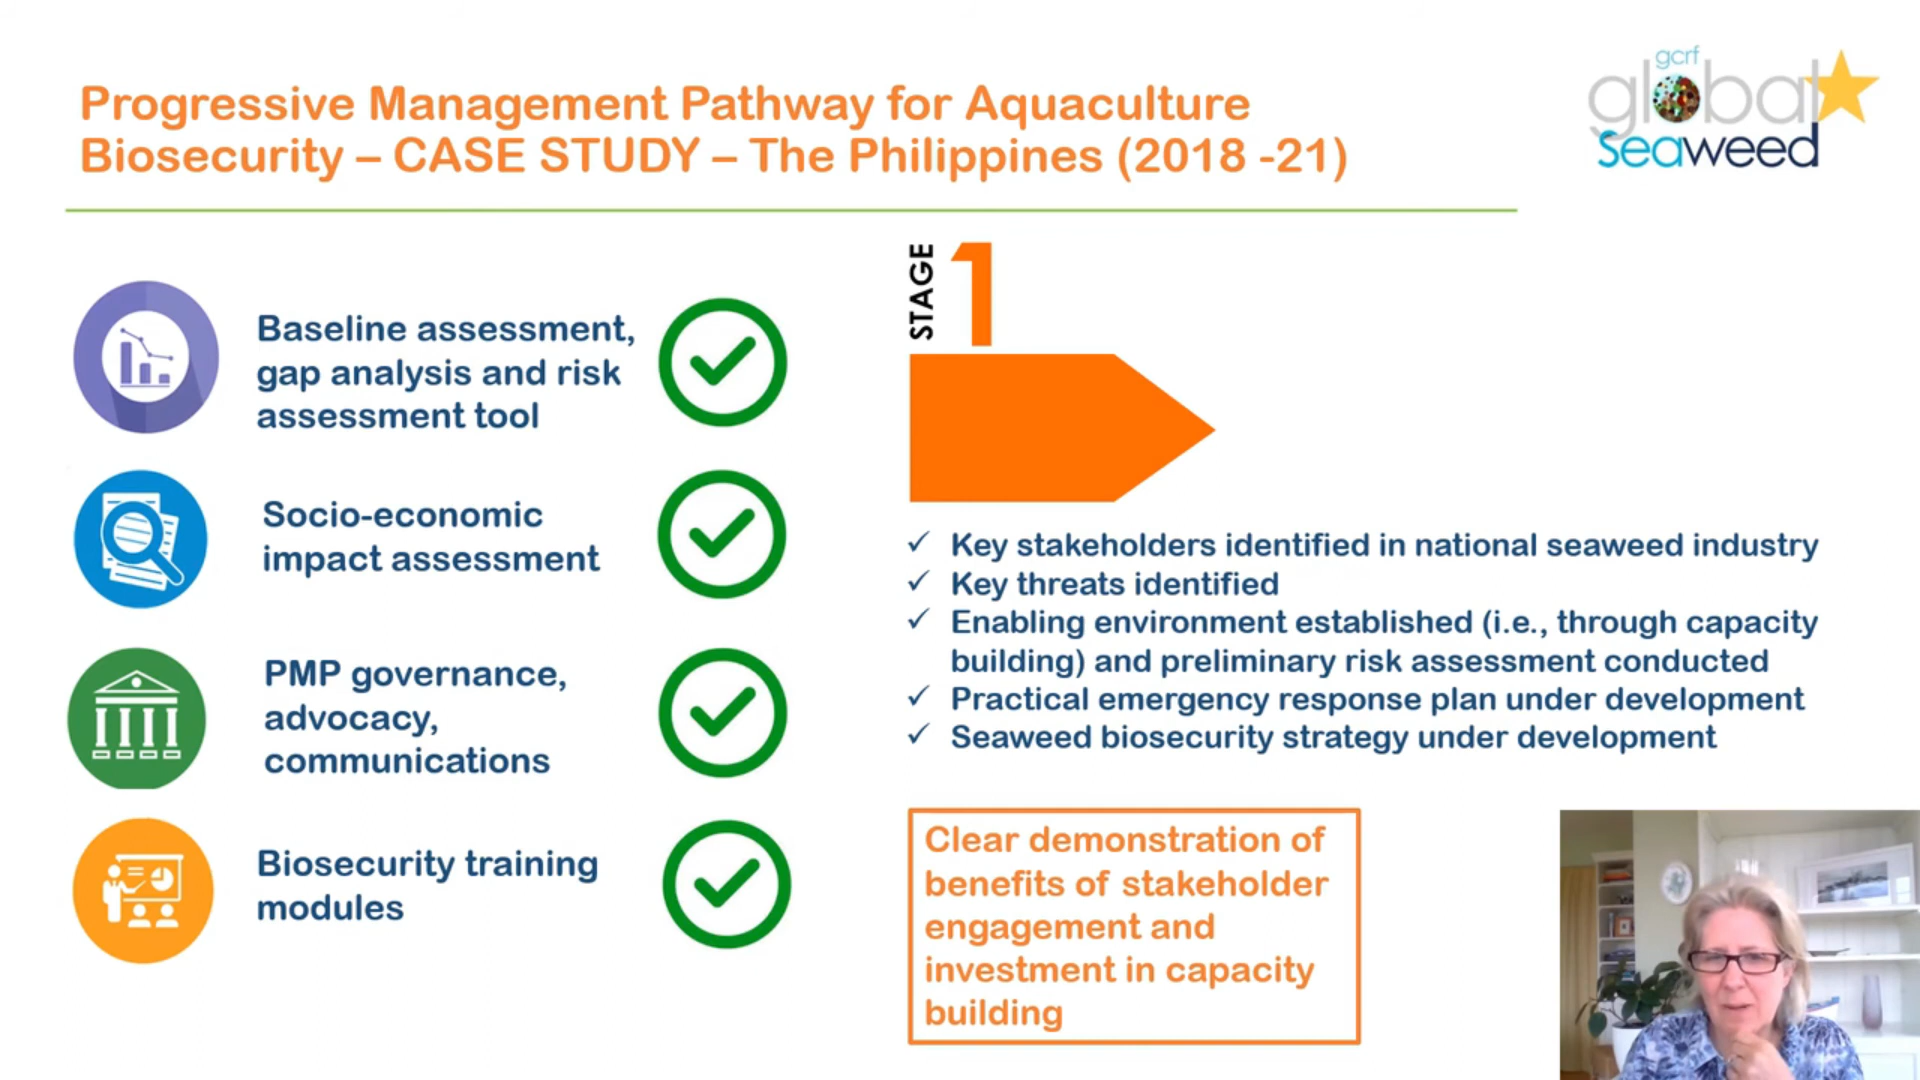 gcrf
global
Seaweed
Progressive Management Pathway for Aquaculture
Biosecurity – CASE STUDY – The Philippines (2018 -21)
Baseline assessment,
gap analysis and risk
assessment tool
Socio-economic
impact assessment
PMP governance,
advocacy,
communications
Biosecurity training
modules
STAGE
1
Key stakeholders identified in national seaweed industry
Key threats identified
Enabling environment established (i.e., through capacity
building) and preliminary risk assessment conducted
Practical emergency response plan under development
Seaweed biosecurity strategy under development
Clear demonstration of
benefits of stakeholder
engagement and
investment in capacity
building